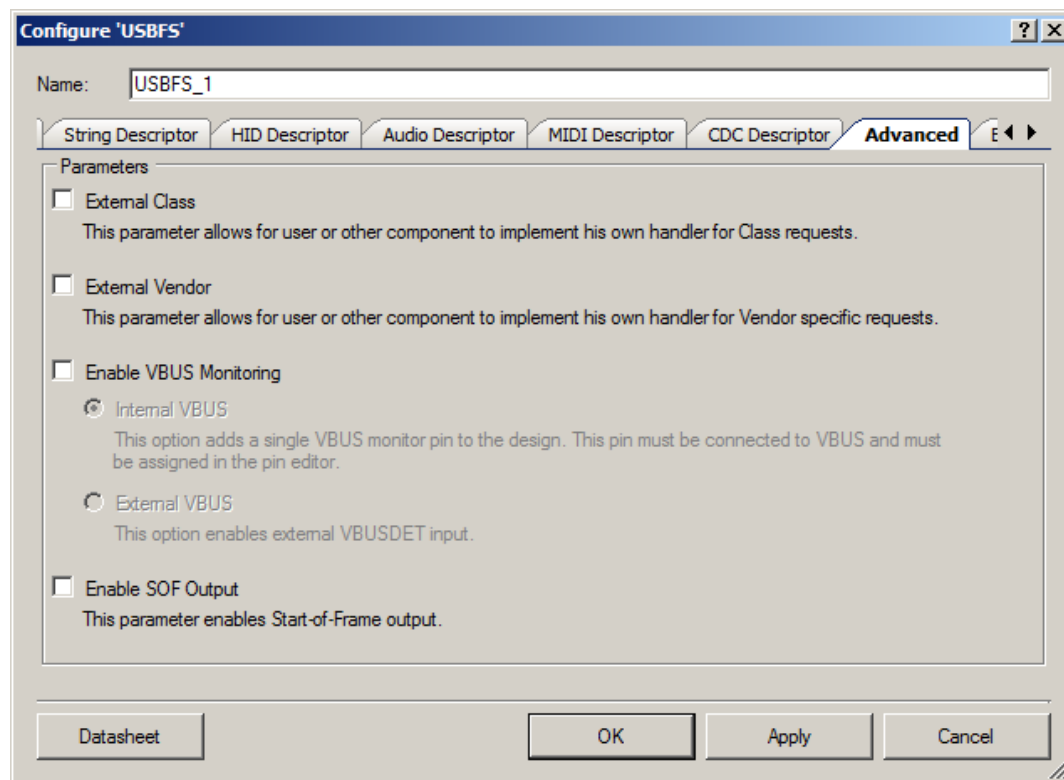 Configure 'USBFS'
Name: USBFS_1
String Descriptor HID Descriptor Audio Descriptor MIDI Descriptor CDC Descriptor Advanced
Parameters
External Class
This parameter allows for user or other component to implement his own handler for Class requests.
External Vendor
This parameter allows for user or other component to implement his own handler for Vendor specific requests.
Enable VBUS Monitoring
Internal VBUS
This option adds a single VBUS monitor pin to the design. This pin must be connected to VBUS and must
be assigned in the pin editor.
External VBUS
This option enables external VBUSDET input.
Enable SOF Output
This parameter enables Start-of-Frame output.
Datasheet OK Apply Cancel